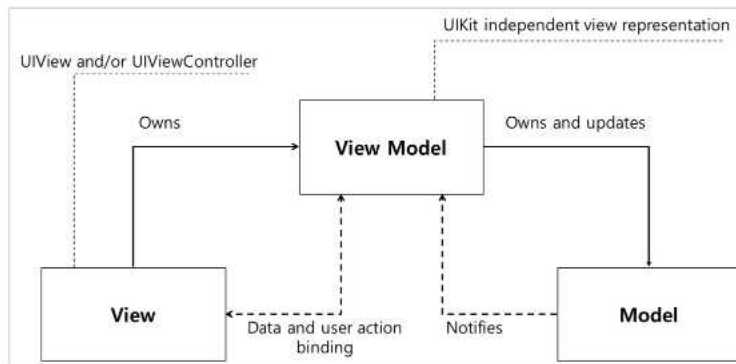 UIKit independent view representation
UIView and/or UIViewController
Owns
View Model
Owns and updates
View
Data and user action
binding
Notifies
Model